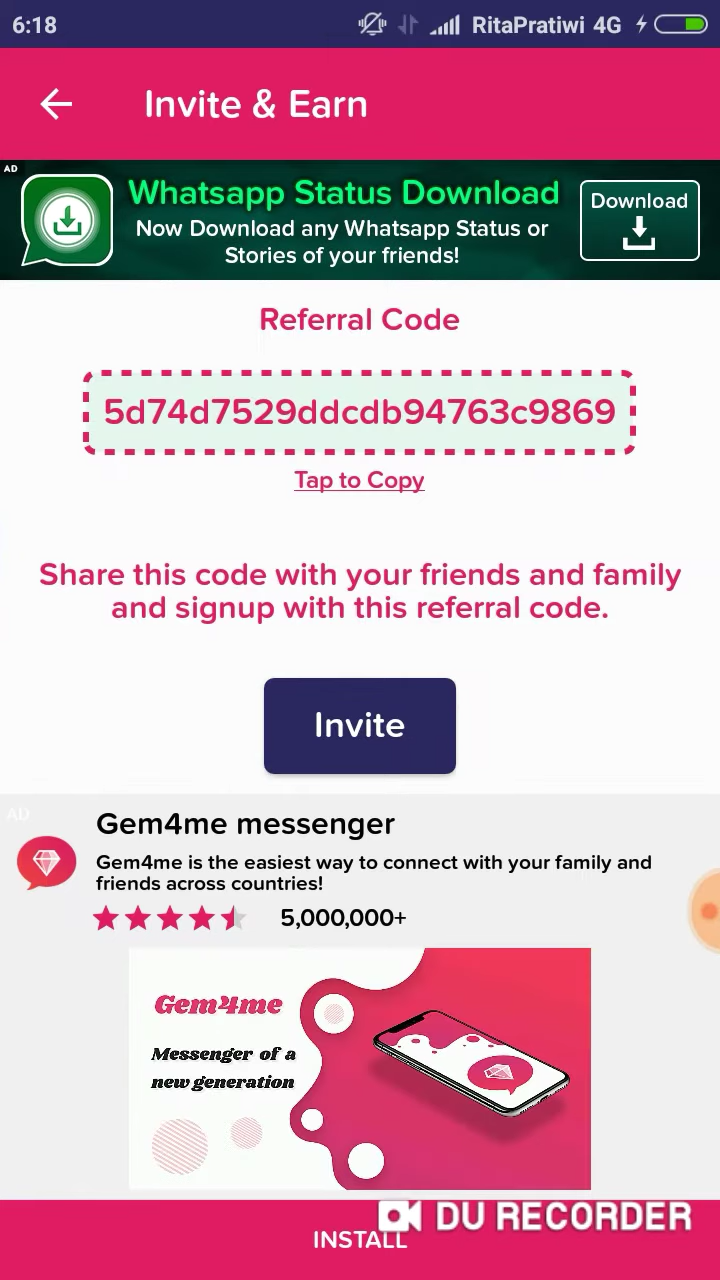 6:18 RitaPratiwi 4G
Invite & Earn
AD
Whatsapp Status Download
Now Download any Whatsapp Status or
Stories of your friends!
Download
Referral Code
5d74d7529ddcdb94763c9869
Tap to Copy
Share this code with your friends and family
and signup with this referral code.
Invite
AD
Gem4me messenger
Gem4me is the easiest way to connect with your family and
friends across countries!
5,000,000+
Gem4me
Messenger of a
new generation
DU RECORDER
INSTALL